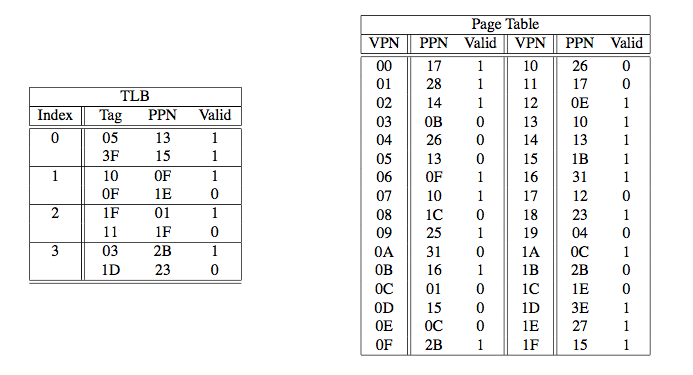 TLB
Index Tag PPN Valid
0 05 13 1
3F 15 1
1 10 0F 1
0F 1E 0
2 1F 01 1
11 1F 0
3 03 2B 1
1D 23 0
Page Table
VPN PPN Valid VPN PPN Valid
00 17 1 10 26 0
01 28 1 11 17 0
02 14 1 12 0E 1
03 0B 0 13 10 1
04 26 0 14 13 1
05 13 0 15 1B 1
06 0F 1 16 31 1
07 10 1 17 12 0
08 1C 0 18 23 1
09 25 1 19 04 0
0A 31 0 1A 0C 1
0B 16 1 1B 2B 0
0C 01 0 1C 1E 0
0D 15 0 1D 3E 1
0E 0C 0 1E 27 1
0F 2B 1 1F 15 1